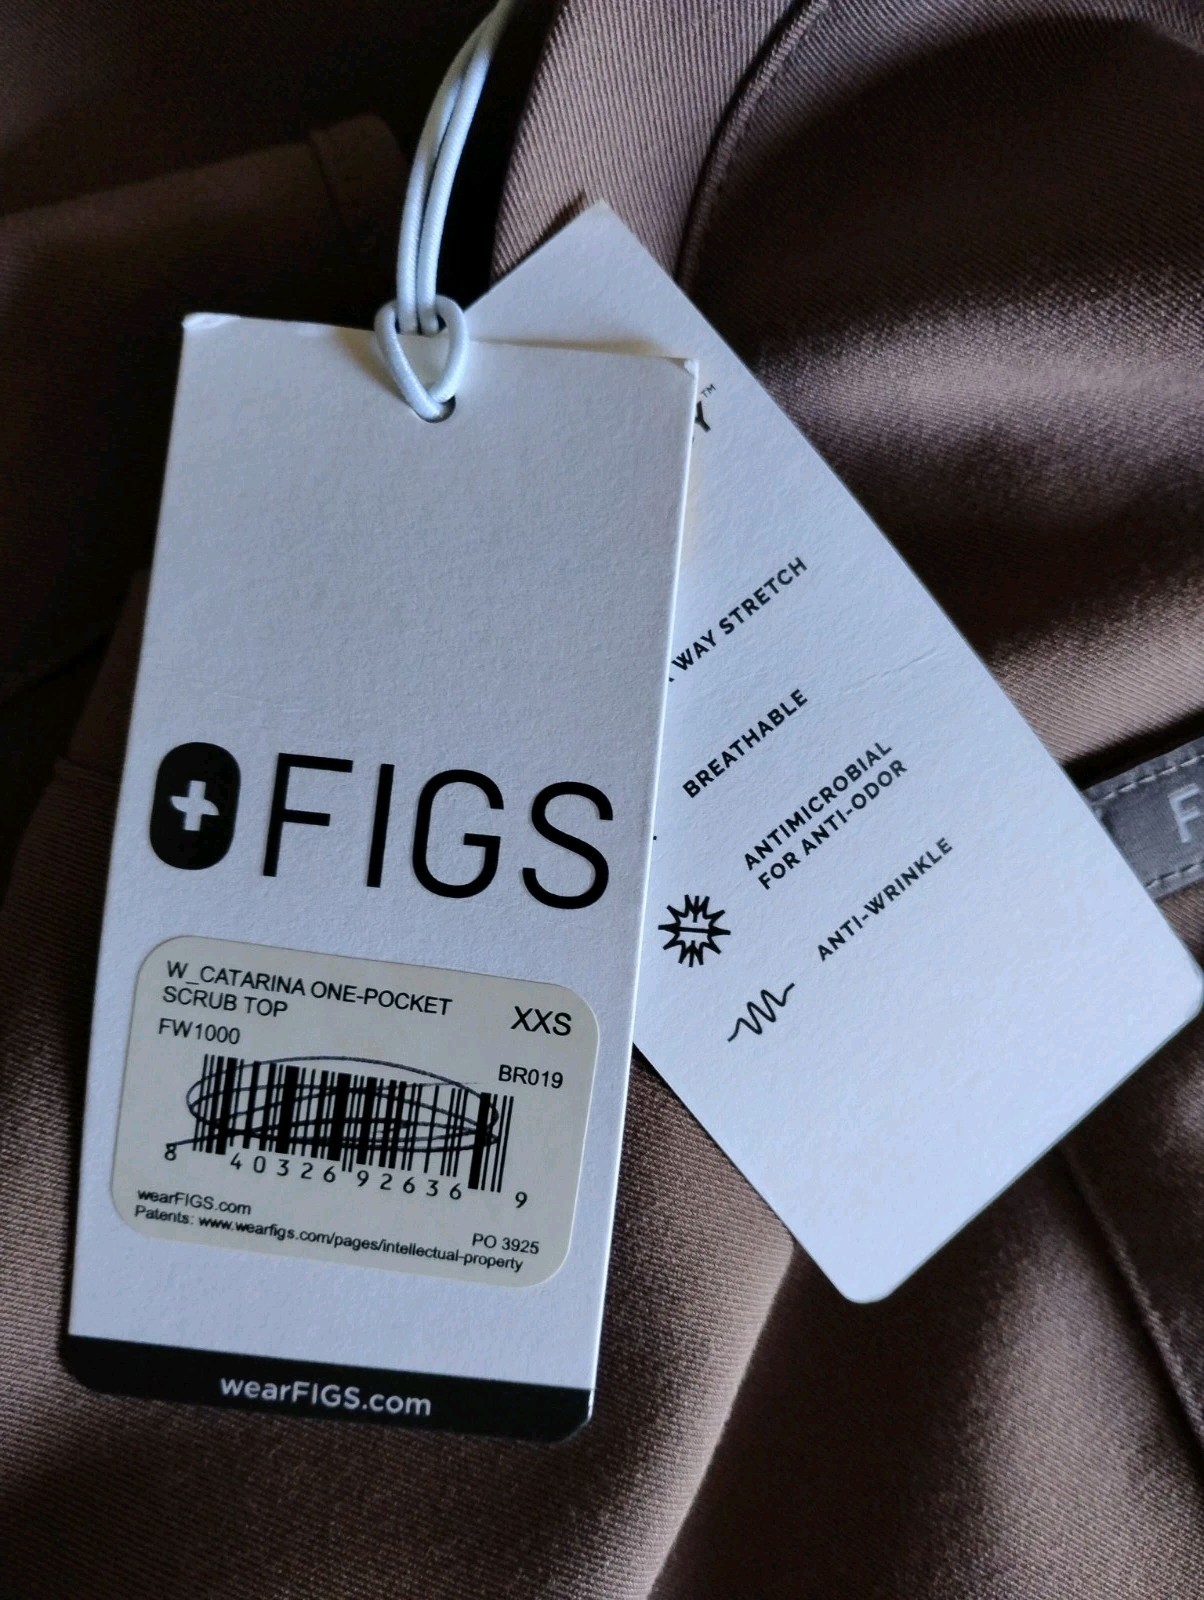 FIGS
W_CATARINA ONE-POCKET
SCRUB TOP
XXS
FW1000
BR019
8 40326 92636 9
wearFIGS.com
Patents: www.wearfigs.com/pages/intellectual-property
PO 3925
wearFIGS.com
WAY STRETCH
BREATHABLE
ANTIMICROBIAL
FOR ANTI-ODOR
ANTI-WRINKLE